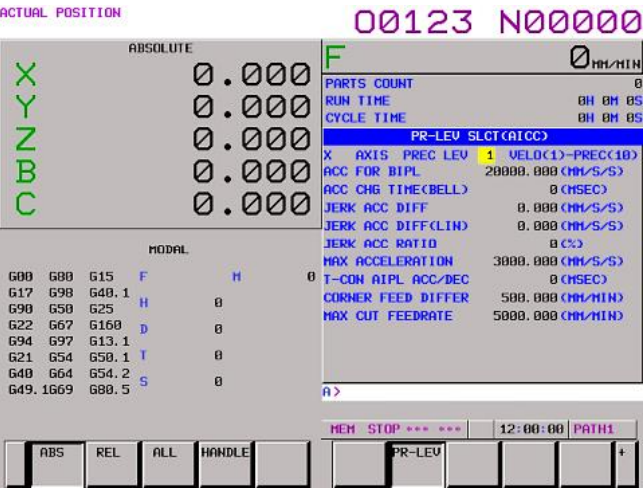 ACTUAL POSITION
O0123 N00000
ABSOLUTE
X 0.000
Y 0.000
Z 0.000
B 0.000
C 0.000
F 0MM/MIN
PARTS COUNT 0
RUN TIME 0H 0M 0S
CYCLE TIME 0H 0M 0S
PR-LEV SLCT(AICC)
X AXIS PREC LEV 1 VELO(1)-PREC(10)
ACC FOR BIPL 20000.000(MM/S/S)
ACC CHG TIME(BELL) 0(MSEC)
JERK ACC DIFF 0.000(MM/S/S)
JERK ACC DIFF(LIN) 0.000(MM/S/S)
JERK ACC RATIO 0(%)
MAX ACCELERATION 3000.000(MM/S/S)
T-CON AIPL ACC/DEC 0(MSEC)
CORNER FEED DIFFER 500.000(MM/MIN)
MAX CUT FEEDRATE 5000.000(MM/MIN)
MODAL
G00 G80 G15 F M 0
G17 G98 G40.1
G90 G50 G25 H 0
G22 G67 G160 D 0
G94 G97 G13.1
G21 G54 G50.1 T 0
G40 G64 G54.2
G49.1G69 G80.5 S 0
A>
MEM STOP *** *** 12:00:00 PATH1
ABS REL ALL HANDLE PR-LEV +